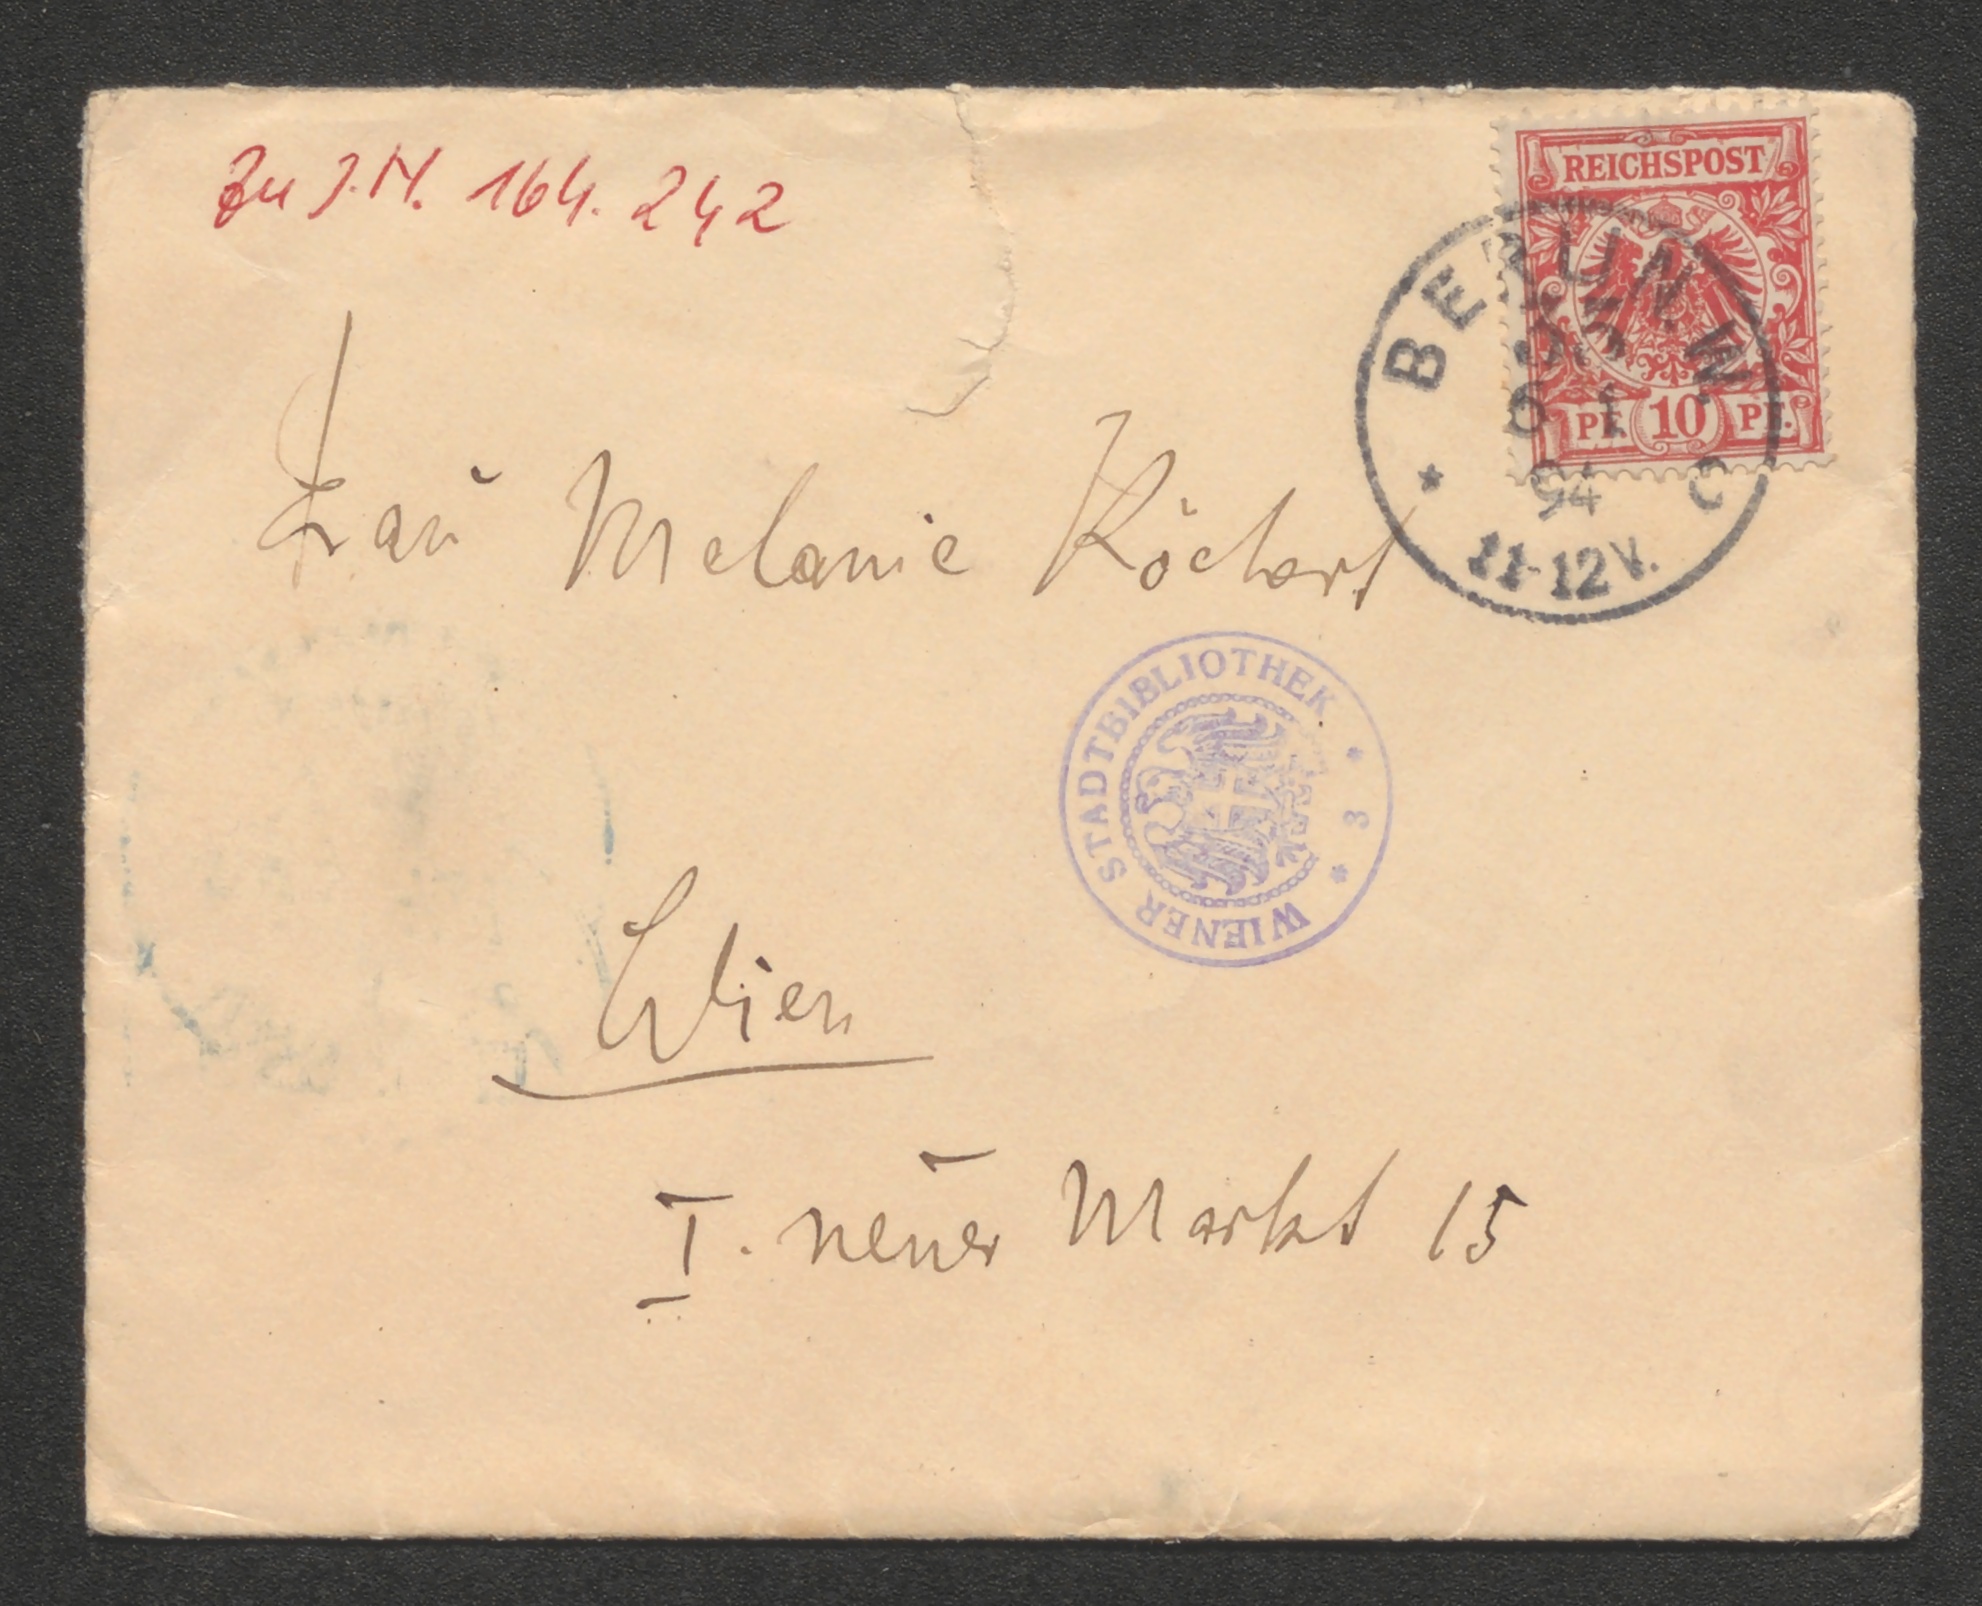 Zu J.N. 164.242
REICHSPOST
PF. 10 PF.
BERLIN, W.
94
11-12 V.
Frau Melanie Köchert
WIENER STADTBIBLIOTHEK * 3 *
Wien
I. neuer Markt 15